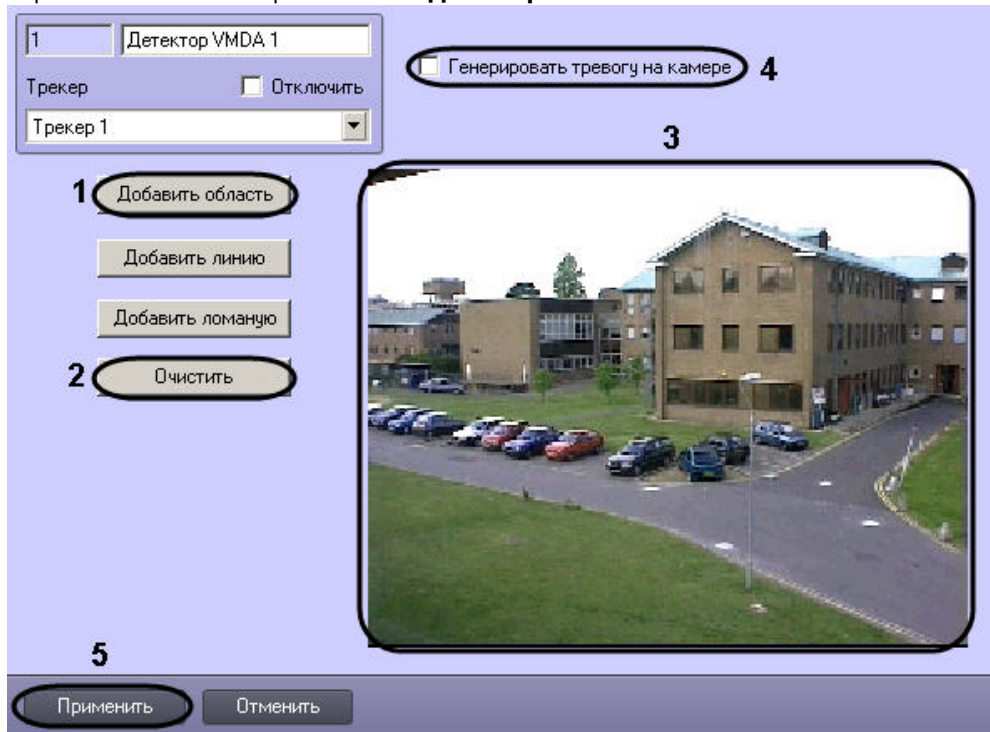 1 Детектор VMDA 1
Генерировать тревогу на камере 4
Трекер Отключить
Трекер 1
3
1 Добавить область
Добавить линию
Добавить ломаную
2 Очистить
5
Применить Отменить